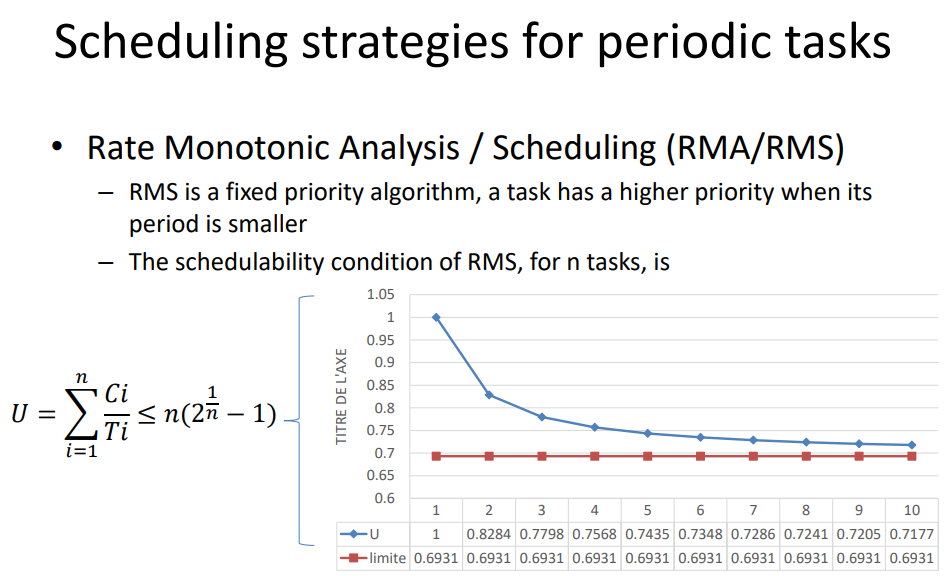 Scheduling strategies for periodic tasks
• Rate Monotonic Analysis / Scheduling (RMA/RMS)
– RMS is a fixed priority algorithm, a task has a higher priority when its
period is smaller
– The schedulability condition of RMS, for n tasks, is
U = ∑_{i=1}^{n} Ci/Ti ≤ n(2^{1/n} − 1)
TITRE DE L'AXE
1.05
1
0.95
0.9
0.85
0.8
0.75
0.7
0.65
0.6
1 2 3 4 5 6 7 8 9 10
U 1 0.8284 0.7798 0.7568 0.7435 0.7348 0.7286 0.7241 0.7205 0.7177
limite 0.6931 0.6931 0.6931 0.6931 0.6931 0.6931 0.6931 0.6931 0.6931 0.6931